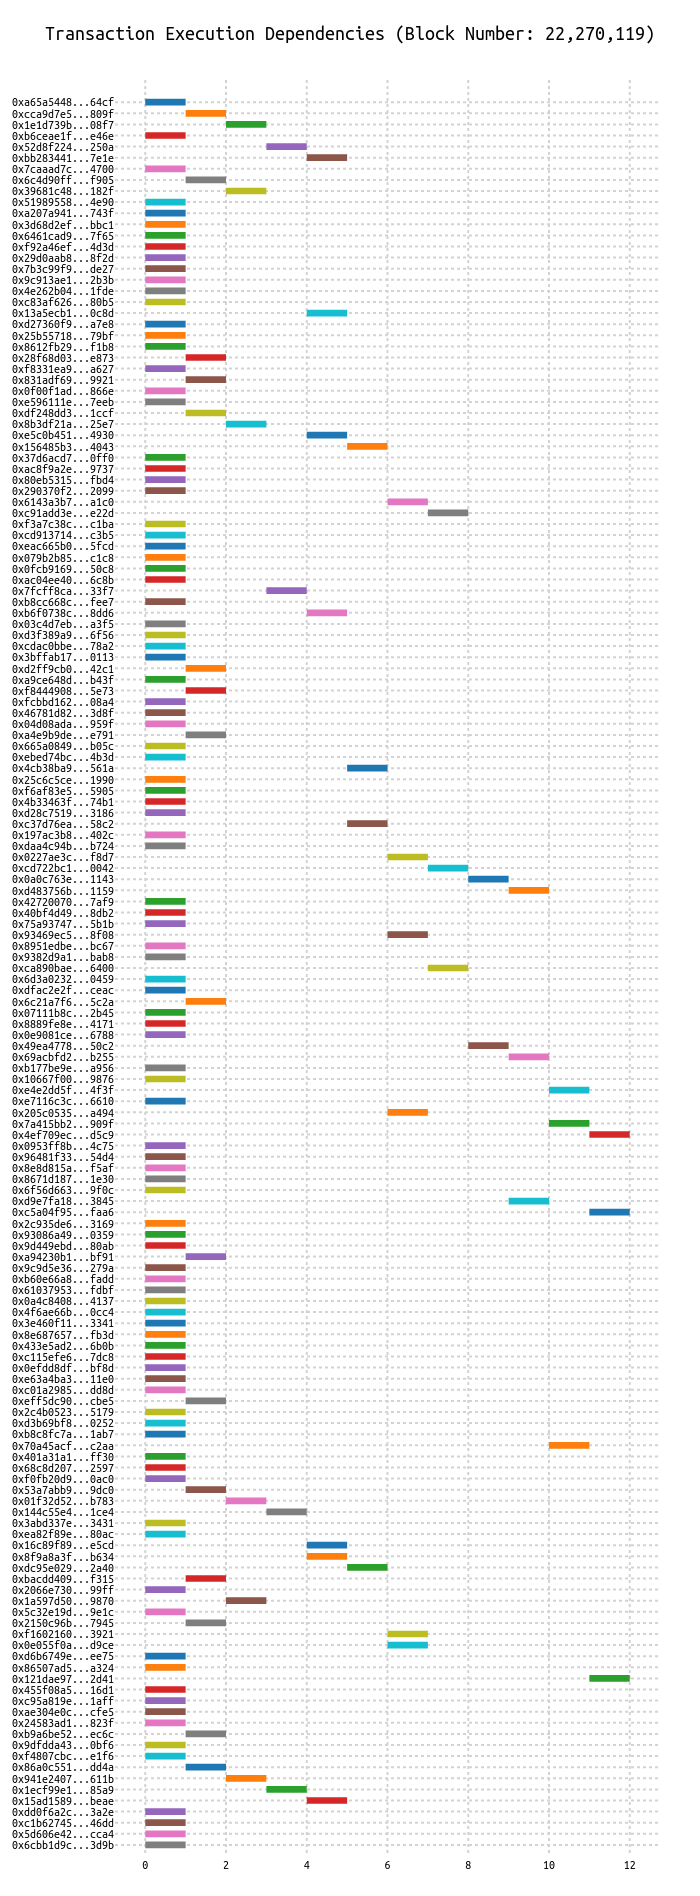 Transaction Execution Dependencies (Block Number: 22,270,119)
0xa65a5448...64cf
0xcca9d7e5...809f
0x1e1d739b...08f7
0xb6ceae1f...e46e
0x52d8f224...250a
0xbb283441...7e1e
0x7caaad7c...4700
0x6c4d90ff...f905
0x39681c48...182f
0x51989558...4e90
0xa207a941...743f
0x3d68d2ef...bbc1
0x6461cad9...7f65
0xf92a46ef...4d3d
0x29d0aab8...8f2d
0x7b3c99f9...de27
0x9c913ae1...2b3b
0x4e262b04...1fde
0xc83af626...80b5
0x13a5ecb1...0c8d
0xd27360f9...a7e8
0x25b55718...79bf
0x8612fb29...f1b8
0x28f68d03...e873
0xf8331ea9...a627
0x831adf69...9921
0x0f00f1ad...866e
0xe596111e...7eeb
0xdf248dd3...1ccf
0x8b3df21a...25e7
0xe5c0b451...4930
0x156485b3...4043
0x37d6acd7...0ff0
0xac8f9a2e...9737
0x80eb5315...fbd4
0x290370f2...2099
0x6143a3b7...a1c0
0xc91add3e...e22d
0xf3a7c38c...c1ba
0xcd913714...c3b5
0xeac665b0...5fcd
0x079b2b85...c1c8
0x0fcb9169...50c8
0xac04ee40...6c8b
0x7fcff8ca...33f7
0xb8cc668c...fee7
0xb6f0738c...8dd6
0x03c4d7eb...a3f5
0xd3f389a9...6f56
0xcdac0bbe...78a2
0x3bffab17...0113
0xd2ff9cb0...42c1
0xa9ce648d...b43f
0xf8444908...5e73
0xfcbbd162...08a4
0x46781d82...3d8f
0x04d08ada...959f
0xa4e9b9de...e791
0x665a0849...b05c
0xebed74bc...4b3d
0x4cb38ba9...561a
0x25c6c5ce...1990
0xf6af83e5...5905
0x4b33463f...74b1
0xd28c7519...3186
0xc37d76ea...58c2
0x197ac3b8...402c
0xdaa4c94b...b724
0x0227ae3c...f8d7
0xcd722bc1...0042
0x0a0c763e...1143
0xd483756b...1159
0x42720070...7af9
0x40bf4d49...8db2
0x75a93747...5b1b
0x93469ec5...8f08
0x8951edbe...bc67
0x9382d9a1...bab8
0xca890bae...6400
0x6d3a0232...0459
0xdfac2e2f...ceac
0x6c21a7f6...5c2a
0x07111b8c...2b45
0x8889fe8e...4171
0x0e9081ce...6788
0x49ea4778...50c2
0x69acbfd2...b255
0xb177be9e...a956
0x10667f00...9876
0xe4e2dd5f...4f3f
0xe7116c3c...6610
0x205c0535...a494
0x7a415bb2...909f
0x4ef709ec...d5c9
0x0953ff8b...4c75
0x96481f33...54d4
0x8e8d815a...f5af
0x8671d187...1e30
0x6f56d663...9f0c
0xd9e7fa18...3845
0xc5a04f95...faa6
0x2c935de6...3169
0x93086a49...0359
0x9d449ebd...80ab
0xa94230b1...bf91
0x9c9d5e36...279a
0xb60e66a8...fadd
0x61037953...fdbf
0x0a4c8408...4137
0x4f6ae66b...0cc4
0x3e460f11...3341
0x8e687657...fb3d
0x433e5ad2...6b0b
0xc115efe6...7dc8
0x0efdd8df...bf8d
0xe63a4ba3...11e0
0xc01a2985...dd8d
0xeff5dc90...cbe5
0x2c4b0523...5179
0xd3b69bf8...0252
0xb8c8fc7a...1ab7
0x70a45acf...c2aa
0x401a31a1...ff30
0x68c8d207...2597
0xf0fb20d9...0ac0
0x53a7abb9...9dc0
0x01f32d52...b783
0x144c55e4...1ce4
0x3abd337e...3431
0xea82f89e...80ac
0x16c89f89...e5cd
0x8f9a8a3f...b634
0xdc95e029...2a40
0xbacdd409...f315
0x2066e730...99ff
0x1a597d50...9870
0x5c32e19d...9e1c
0x2150c96b...7945
0xf1602160...3921
0x0e055f0a...d9ce
0xd6b6749e...ee75
0x86507ad5...a324
0x121dae97...2d41
0x455f08a5...16d1
0xc95a819e...1aff
0xae304e0c...cfe5
0x24583ad1...823f
0xb9a6be52...ec6c
0x9dfdda43...0bf6
0xf4807cbc...e1f6
0x86a0c551...dd4a
0x941e2407...611b
0x1ecf99e1...85a9
0x15ad1589...beae
0xdd0f6a2c...3a2e
0xc1b62745...46dd
0x5d606e42...cca4
0x6cbb1d9c...3d9b
0 2 4 6 8 10 12